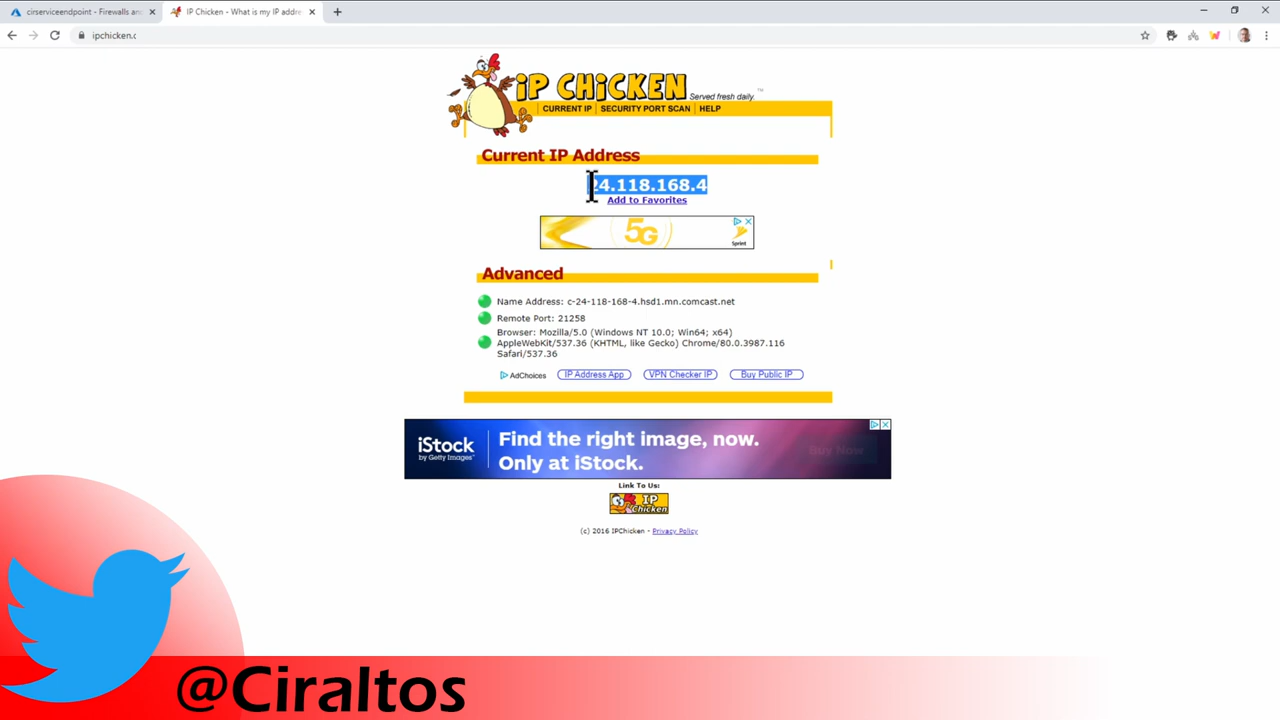 cirserviceendpoint - Firewalls an
IP Chicken - What is my IP addre
ipchicken.c
iP CHiCKEN Served fresh daily. ™
CURRENT IP | SECURITY PORT SCAN | HELP
Current IP Address
24.118.168.4
Add to Favorites
5G
Sprint
Advanced
Name Address: c-24-118-168-4.hsd1.mn.comcast.net
Remote Port: 21258
Browser: Mozilla/5.0 (Windows NT 10.0; Win64; x64)
AppleWebKit/537.36 (KHTML, like Gecko) Chrome/80.0.3987.116
Safari/537.36
AdChoices IP Address App VPN Checker IP Buy Public IP
iStock
by Getty Images™
Find the right image, now.
Only at iStock.
Buy Now
Link To Us:
IP
Chicken
(c) 2016 IPChicken - Privacy Policy
@Ciraltos